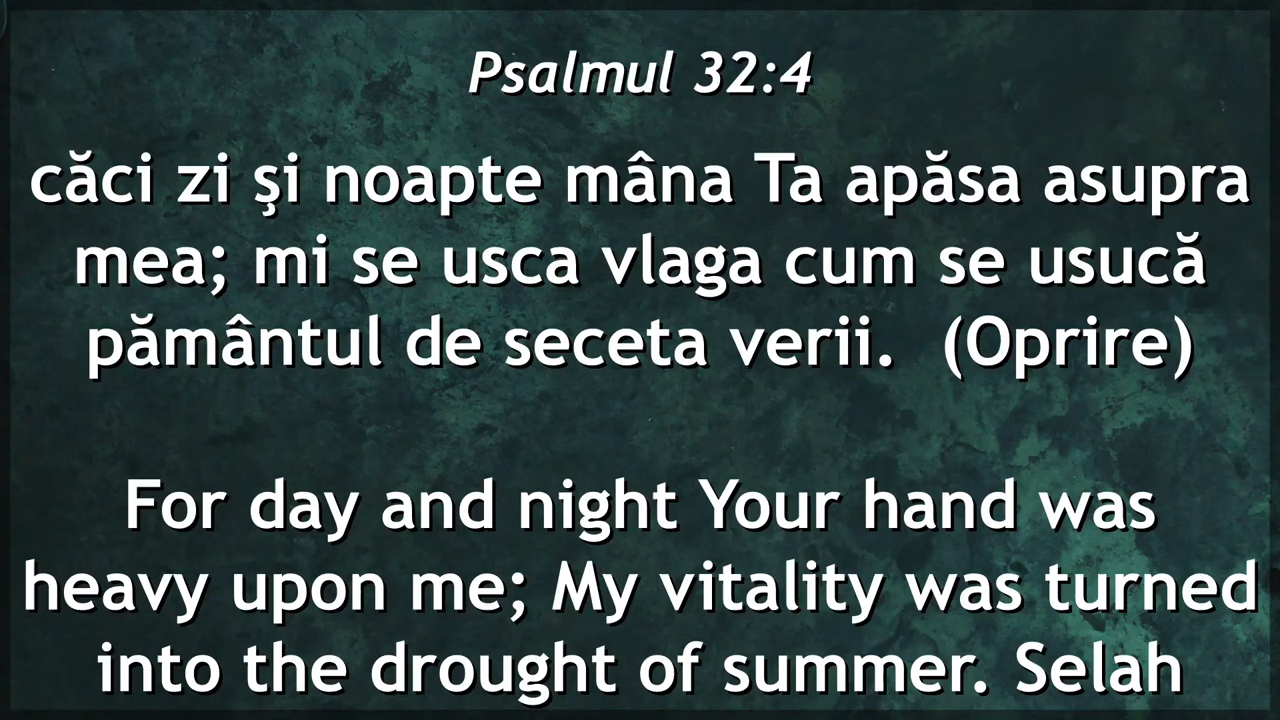 Psalmul 32:4
căci zi şi noapte mâna Ta apăsa asupra
mea; mi se usca vlaga cum se usucă
pământul de seceta verii.  (Oprire)
For day and night Your hand was
heavy upon me; My vitality was turned
into the drought of summer. Selah